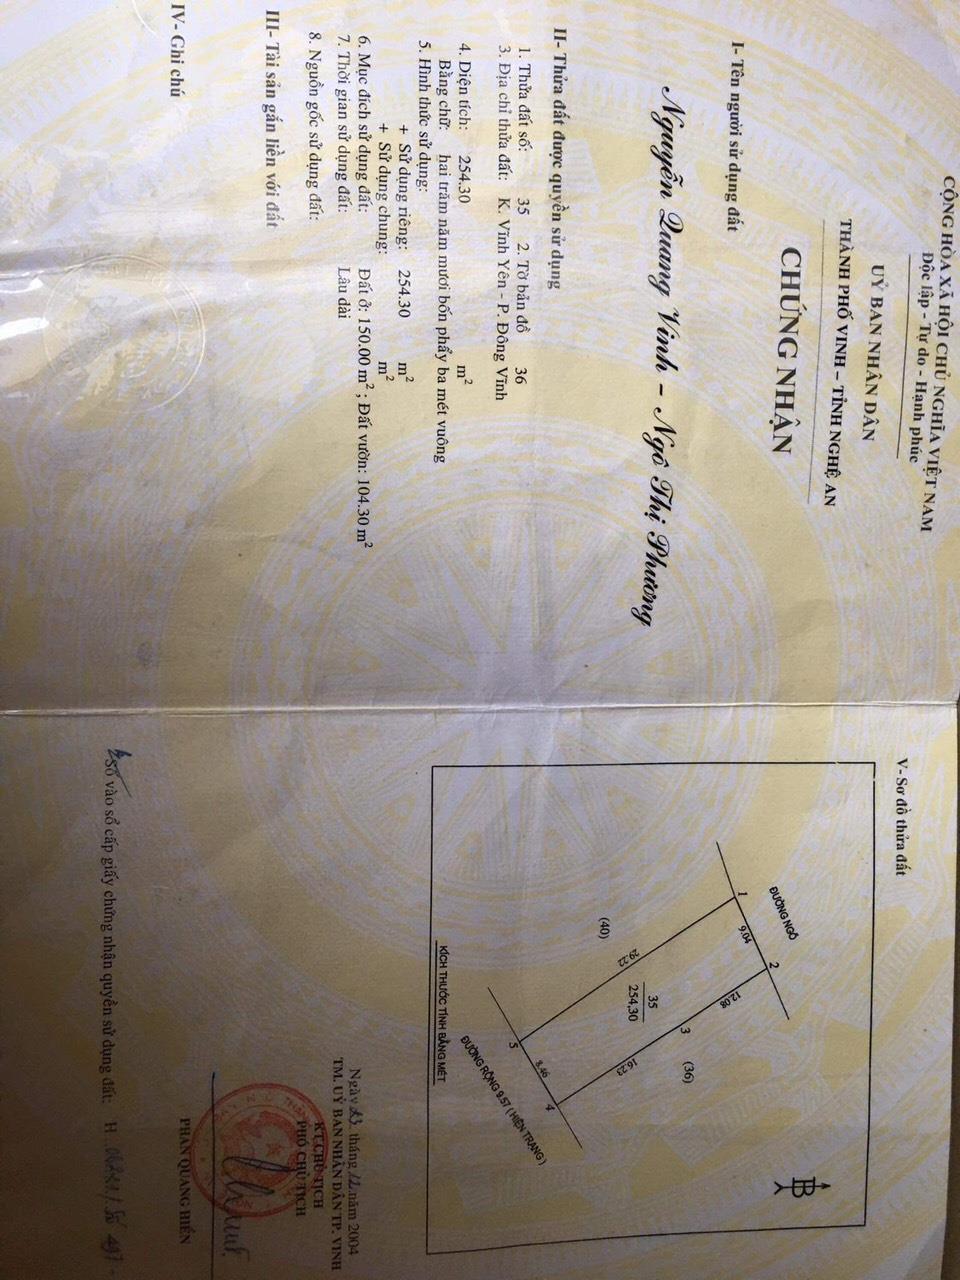 CỘNG HÒA XÃ HỘI CHỦ NGHĨA VIỆT NAM
Độc lập - Tự do - Hạnh phúc
UỶ BAN NHÂN DÂN
THÀNH PHỐ VINH – TỈNH NGHỆ AN
CHỨNG NHẬN
I- Tên người sử dụng đất
Nguyễn Quang Vinh - Ngô Thị Phương
II- Thửa đất được quyền sử dụng
1. Thửa đất số: 35 2. Tờ bản đồ 36
3. Địa chỉ thửa đất: K. Vĩnh Yên - P. Đông Vĩnh
4. Diện tích: 254.30 m²
Bằng chữ: hai trăm năm mươi bốn phẩy ba mét vuông
5. Hình thức sử dụng:
+ Sử dụng riêng: 254.30 m²
+ Sử dụng chung: m²
6. Mục đích sử dụng đất: Đất ở: 150.00 m² ; Đất vườn: 104.30 m²
7. Thời gian sử dụng đất: Lâu dài
8. Nguồn gốc sử dụng đất:
III- Tài sản gắn liền với đất
IV- Ghi chú
V- Sơ đồ thửa đất
ĐƯỜNG NGÕ
1
9.04
2
12.08
3
(36)
16.23
4
8.46
5
29.22
(40)
35
254,30
ĐƯỜNG RỘNG 9.57 ( HIỆN TRẠNG )
B
KÍCH THƯỚC TÍNH BẰNG MÉT
Ngày 23 tháng 12 năm 2004
TM. UỶ BAN NHÂN DÂN TP. VINH
KT.CHỦ TỊCH
PHÓ CHỦ TỊCH
PHAN QUANG HIỀN
Số vào sổ cấp giấy chứng nhận quyền sử dụng đất: H